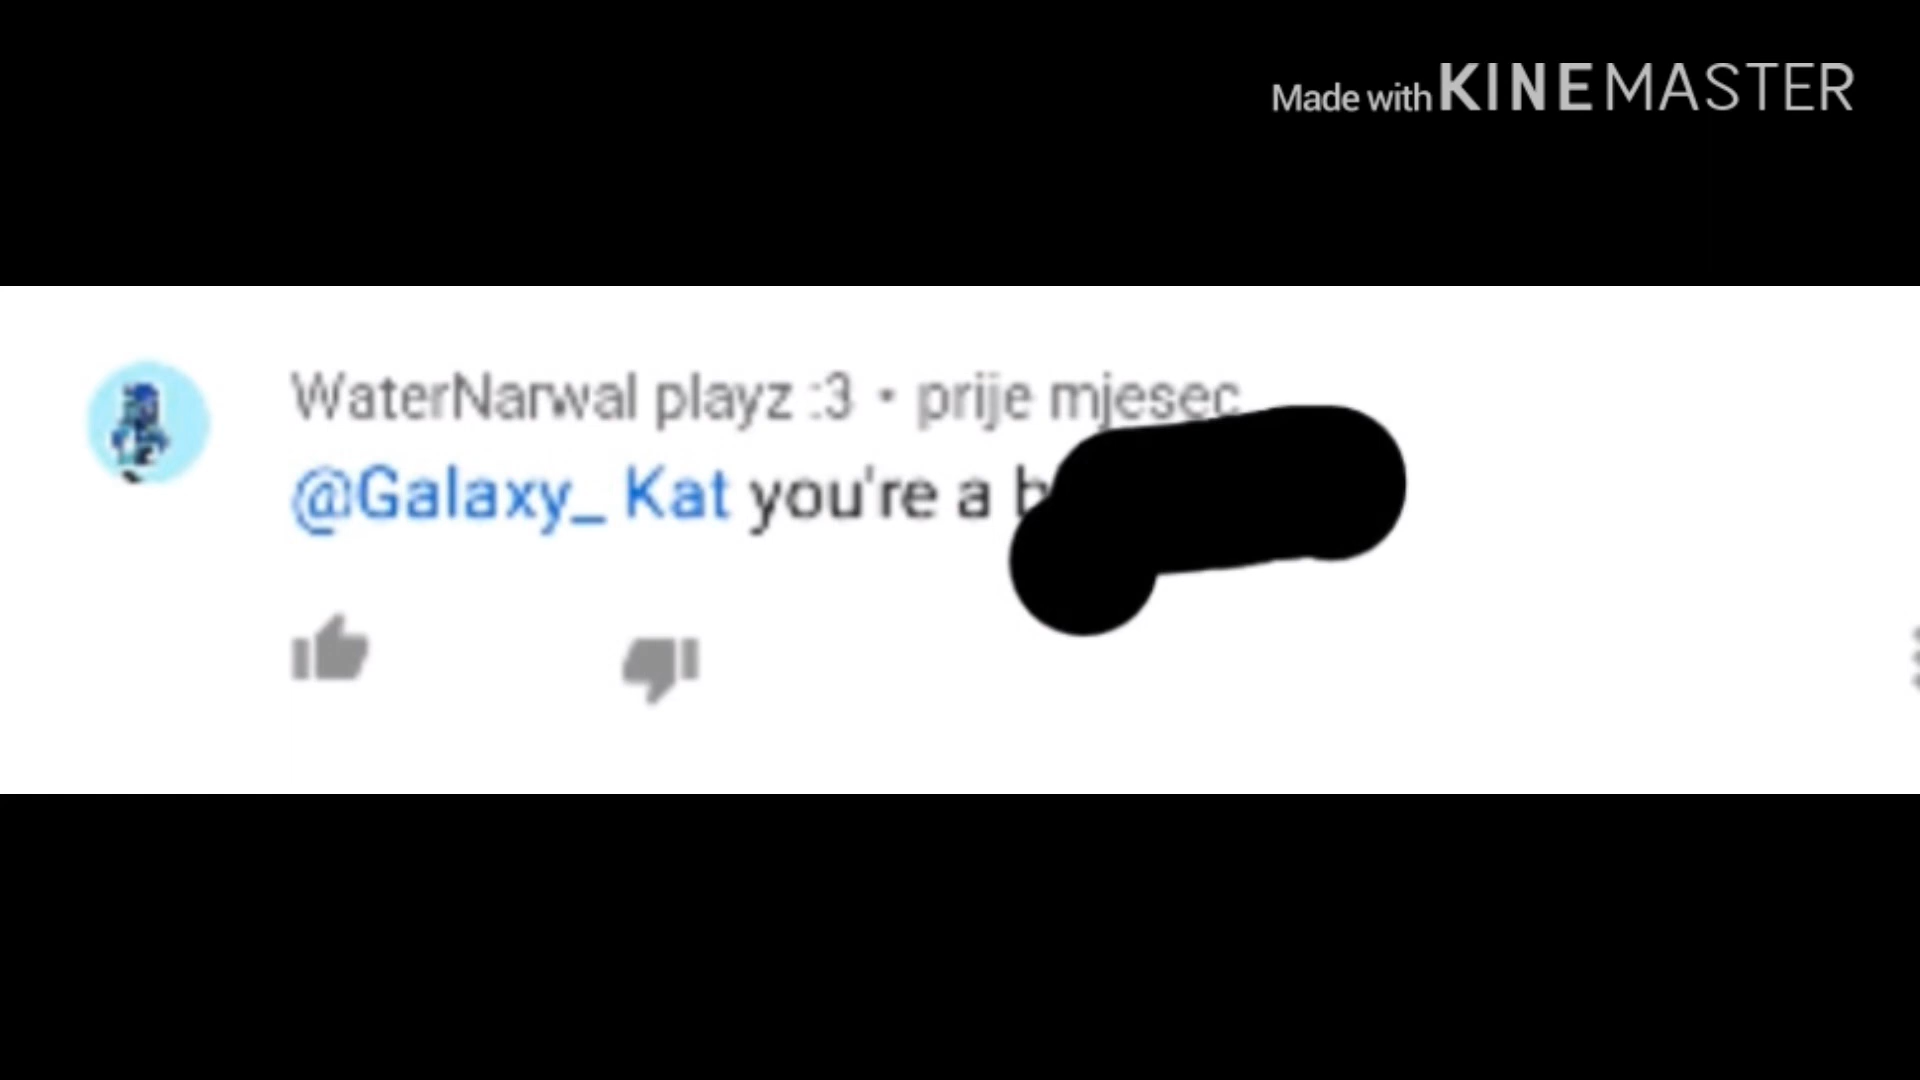 Made with KINEMASTER
WaterNarwal playz :3 • prije mjesec
@Galaxy_ Kat you're a